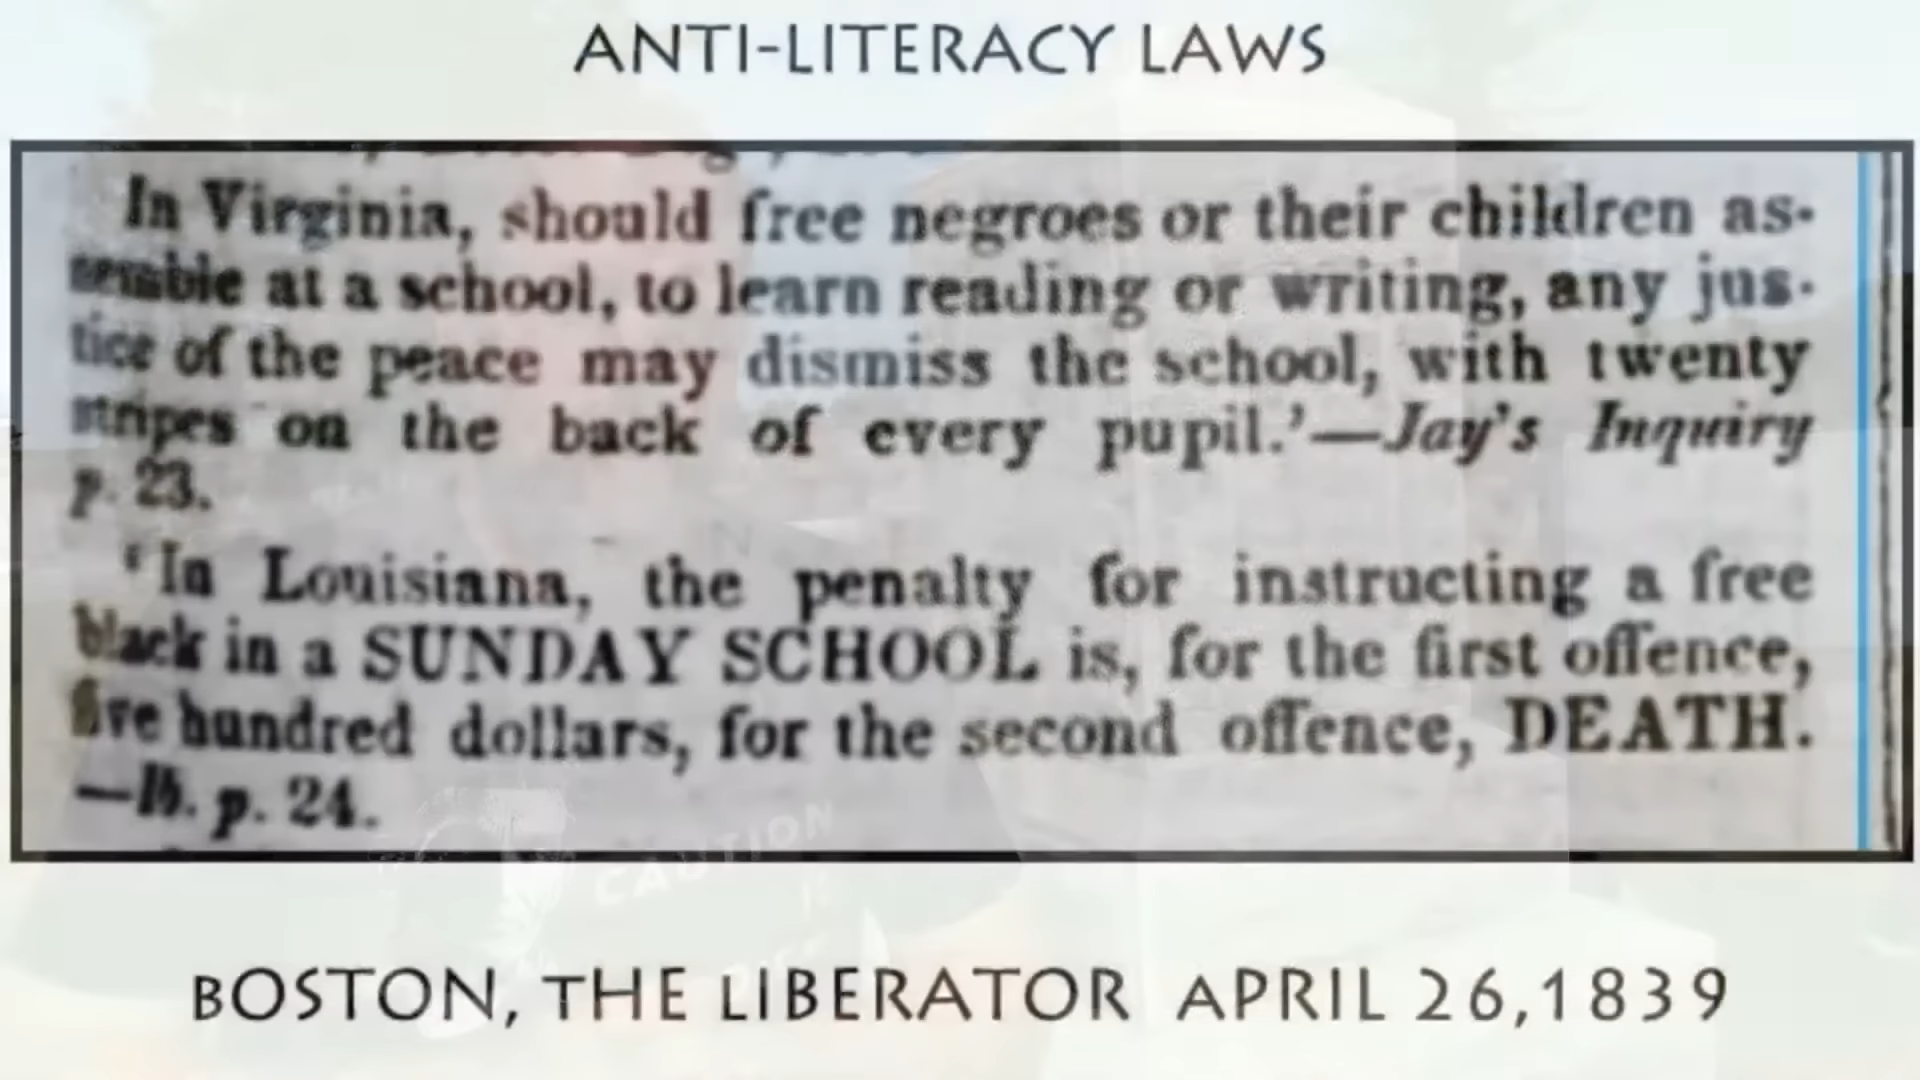 ANTI-LITERACY LAWS
In Virginia, should free negroes or their children as-
semble at a school, to learn reading or writing, any jus-
tice of the peace may dismiss the school, with twenty
stripes on the back of every pupil.'—Jay's Inquiry
p. 23.
'In Louisiana, the penalty for instructing a free
black in a SUNDAY SCHOOL is, for the first offence,
five hundred dollars, for the second offence, DEATH.
—Ib. p. 24.
CAUTION
BOSTON, THE LIBERATOR APRIL 26,1839